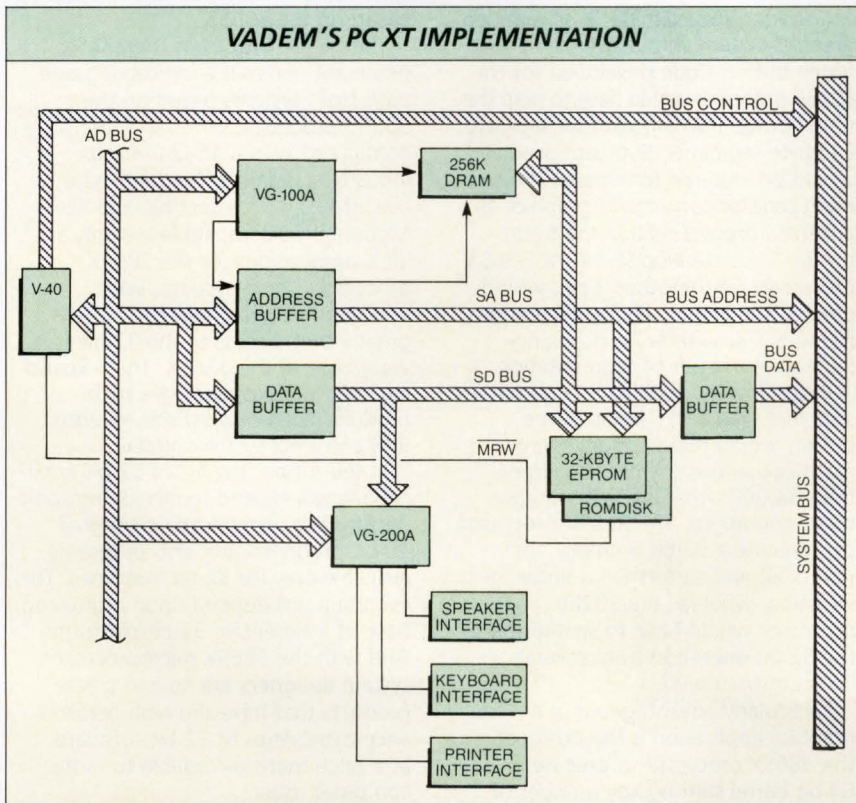 VADEM'S PC XT IMPLEMENTATION
BUS CONTROL
AD BUS
VG-100A
256K
DRAM
V-40
ADDRESS
BUFFER
SA BUS
BUS ADDRESS
BUS
DATA
DATA
BUFFER
SD BUS
DATA
BUFFER
MRW
32-KBYTE
EPROM
ROMDISK
VG-200A
SYSTEM BUS
SPEAKER
INTERFACE
KEYBOARD
INTERFACE
PRINTER
INTERFACE